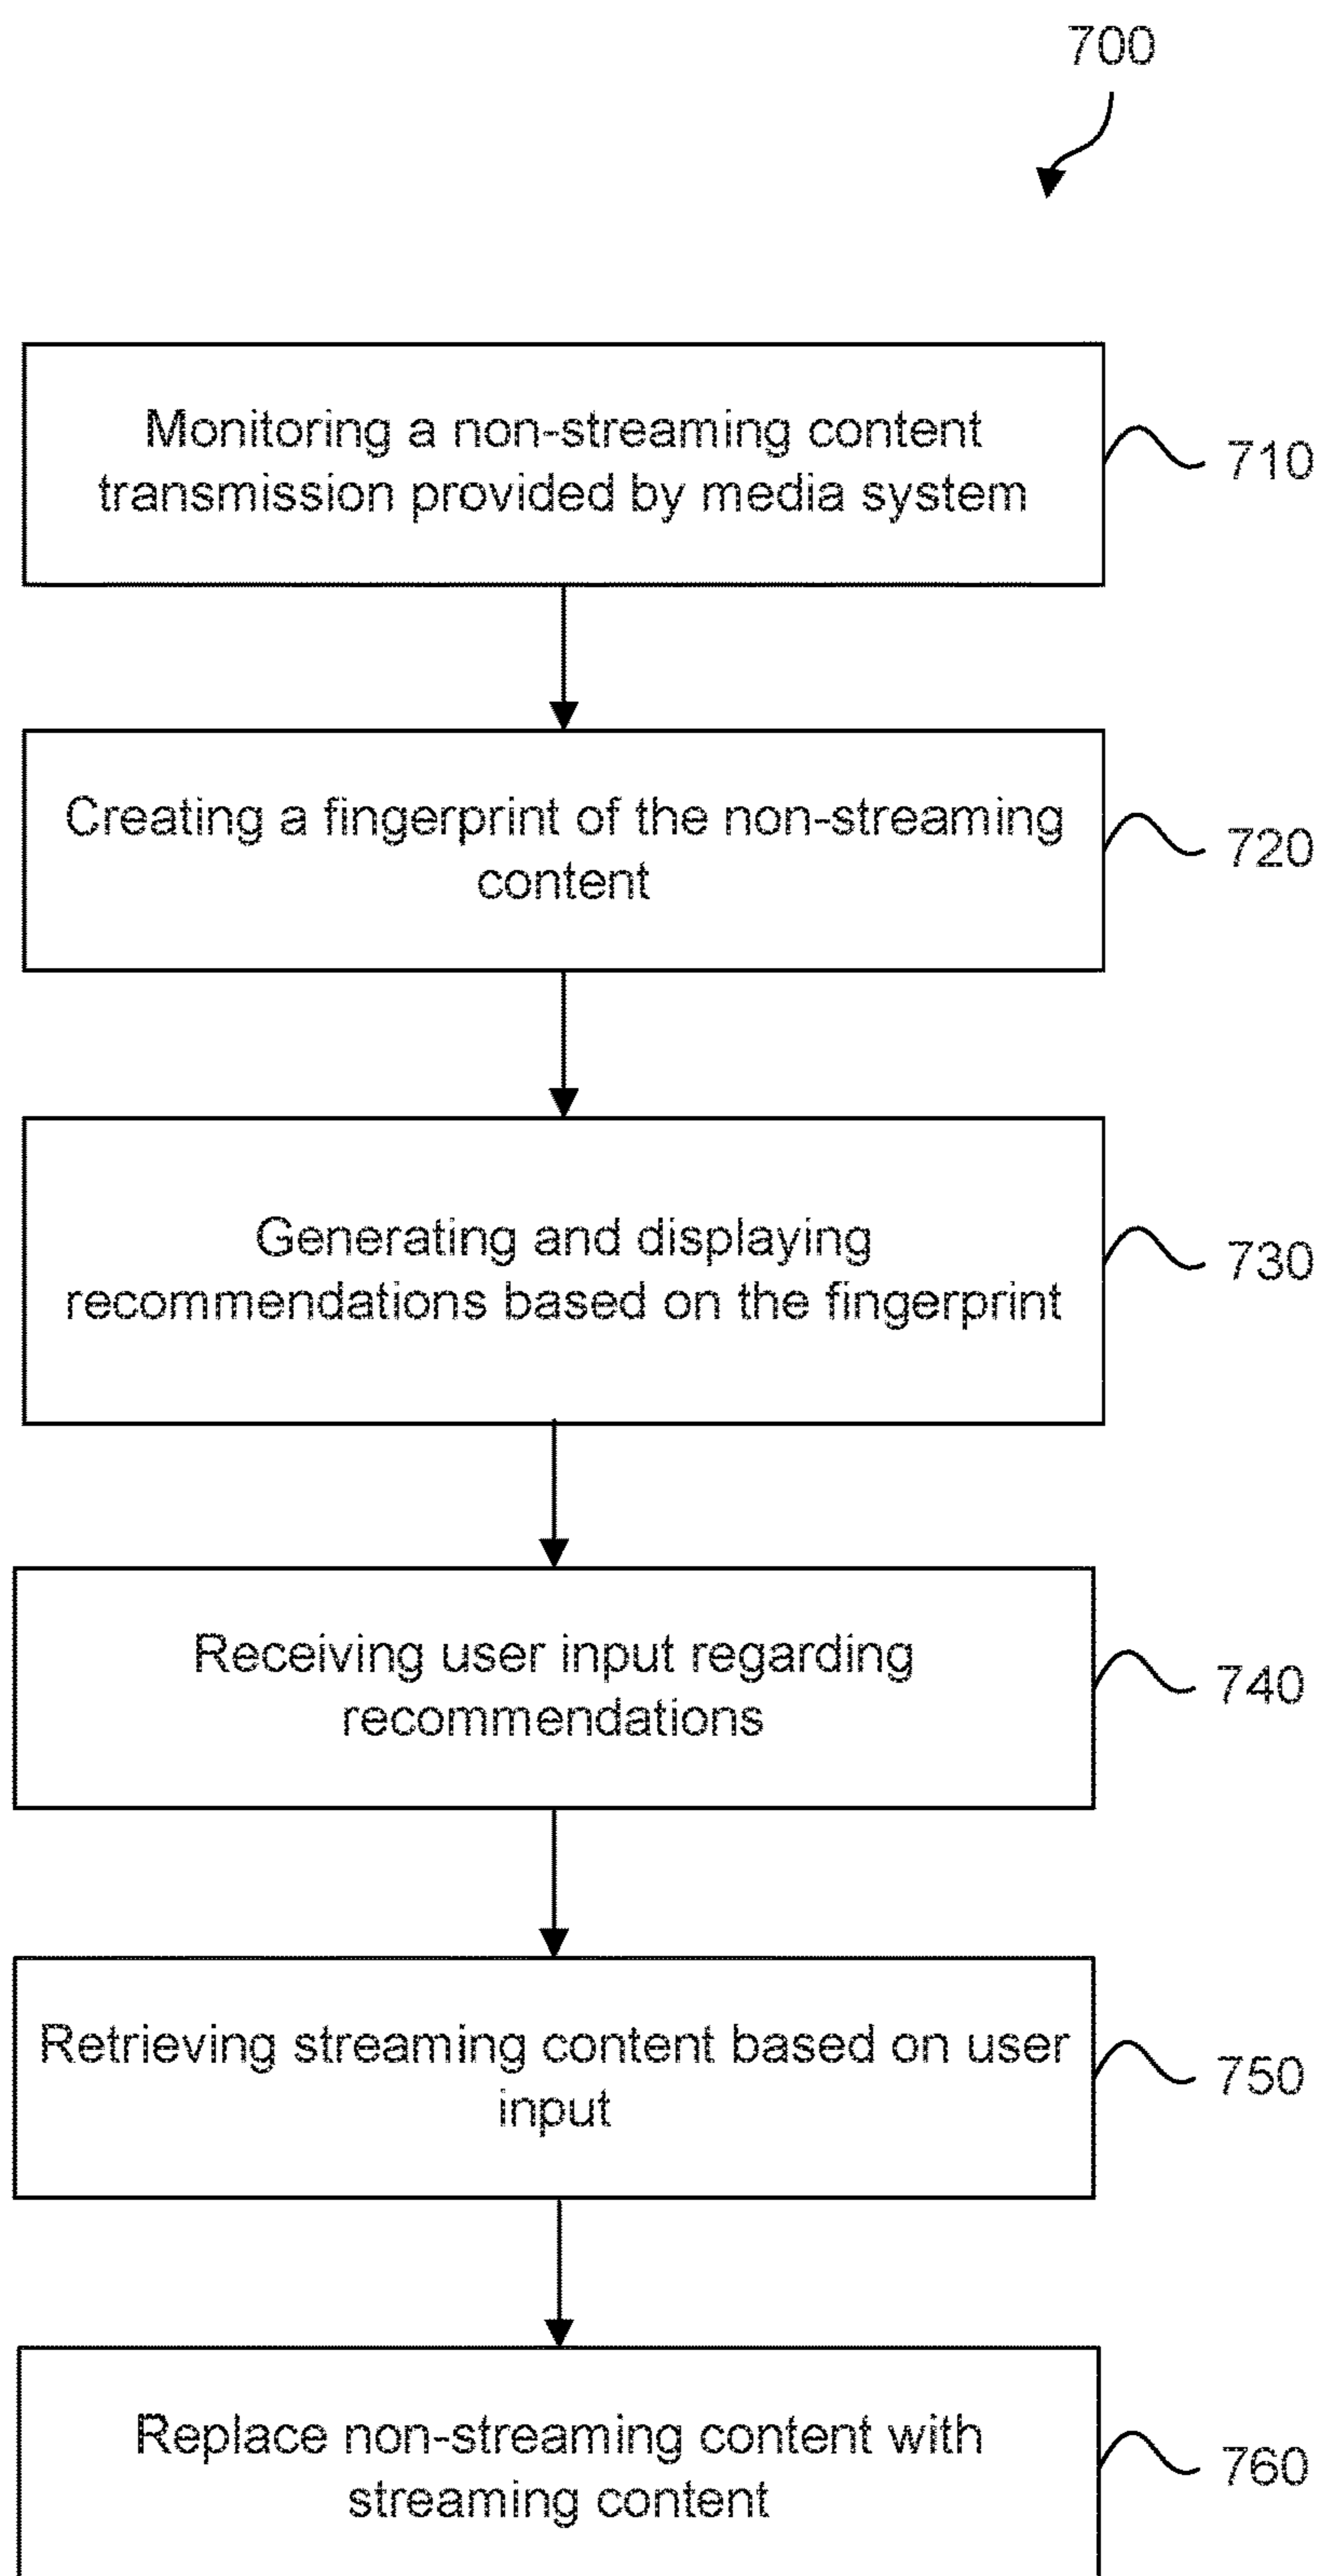 700
Monitoring a non-streaming content
transmission provided by media system
710
Creating a fingerprint of the non-streaming
content
720
Generating and displaying
recommendations based on the fingerprint
730
Receiving user input regarding
recommendations
740
Retrieving streaming content based on user
input
750
Replace non-streaming content with
streaming content
760